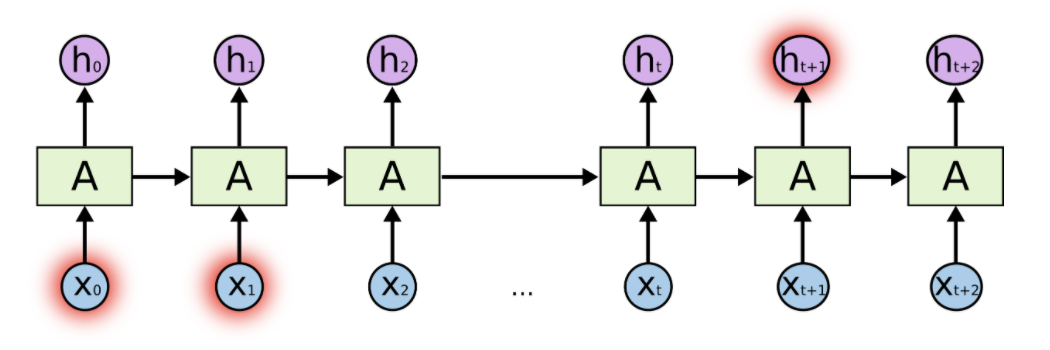 h₀ h₁ h₂ hₜ hₜ₊₁ hₜ₊₂
A A A A A A
x₀ x₁ x₂ ... xₜ xₜ₊₁ xₜ₊₂